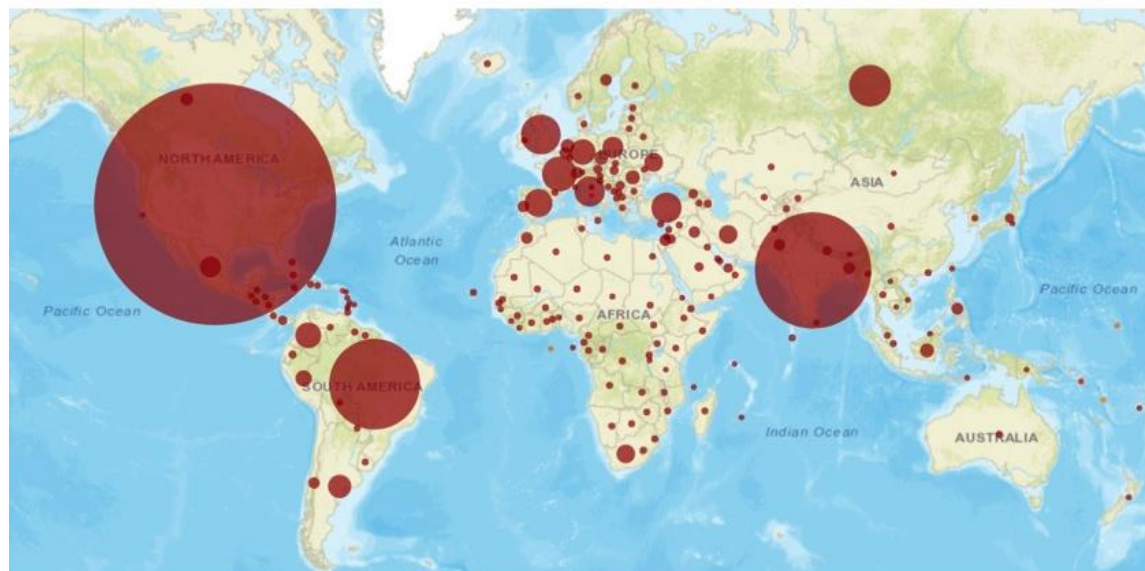 NORTH AMERICA
EUROPE
ASIA
Atlantic
Ocean
Pacific Ocean
Pacific Ocean
AFRICA
SOUTH AMERICA
Indian Ocean
AUSTRALIA